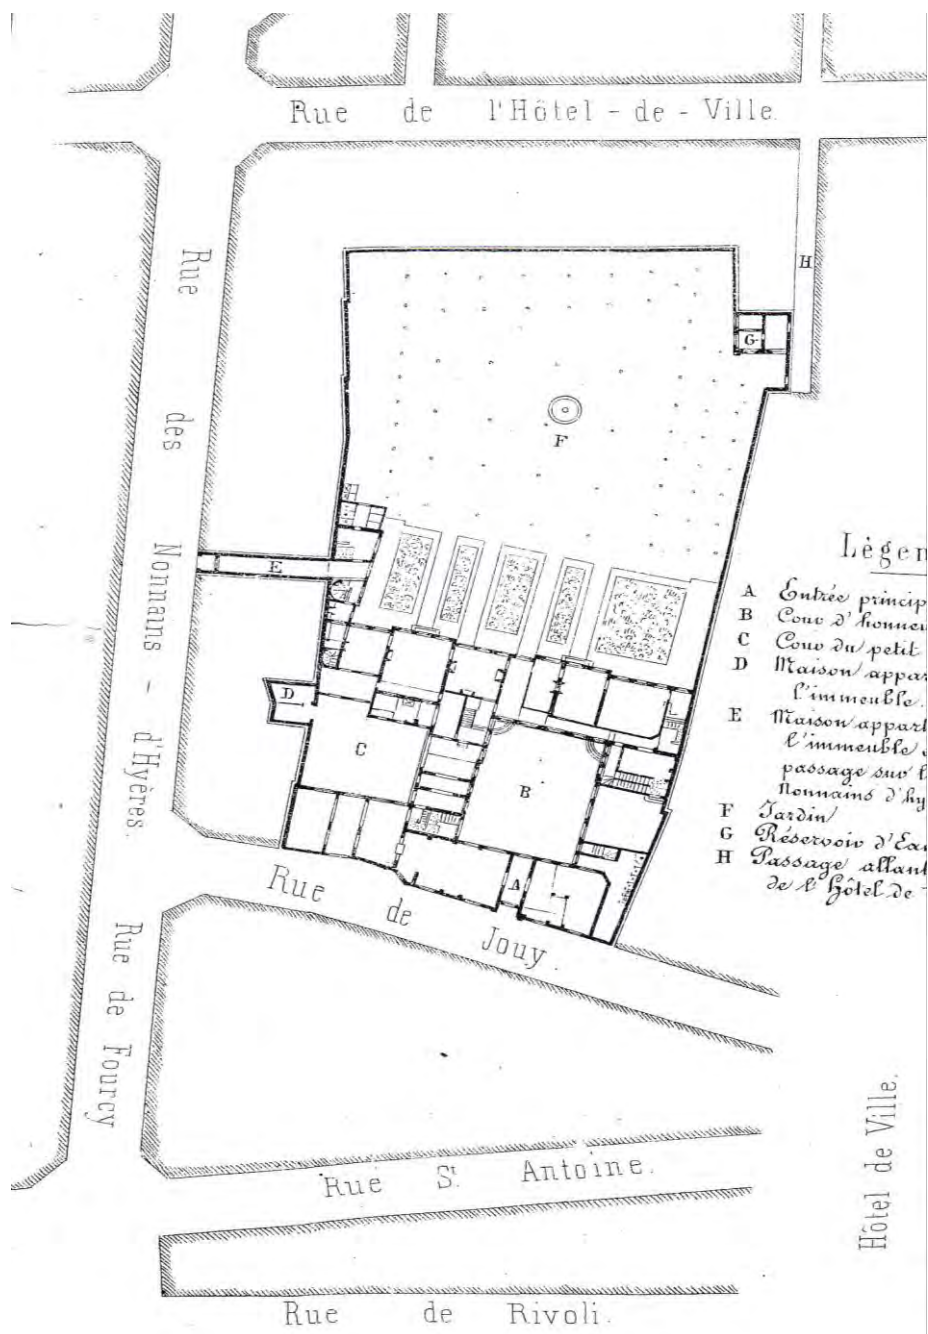 Rue de l'Hôtel-de-Ville.
H
Rue des Nonnains-d'Hyères.
G
F
E
Légen
A Entrée princip
B Cour d'honneu
C Cour du petit
D Maison appar
l'immeuble.
E Maison appart
l'immeuble
passage sur l
Nonnains d'hy
F Jardin
G Réservoir d'Eau
H Passage allant
de l'hôtel de
D
C
B
A
Rue de Jouy.
Rue de Fourcy
Rue St Antoine.
Hôtel de Ville.
Rue de Rivoli.